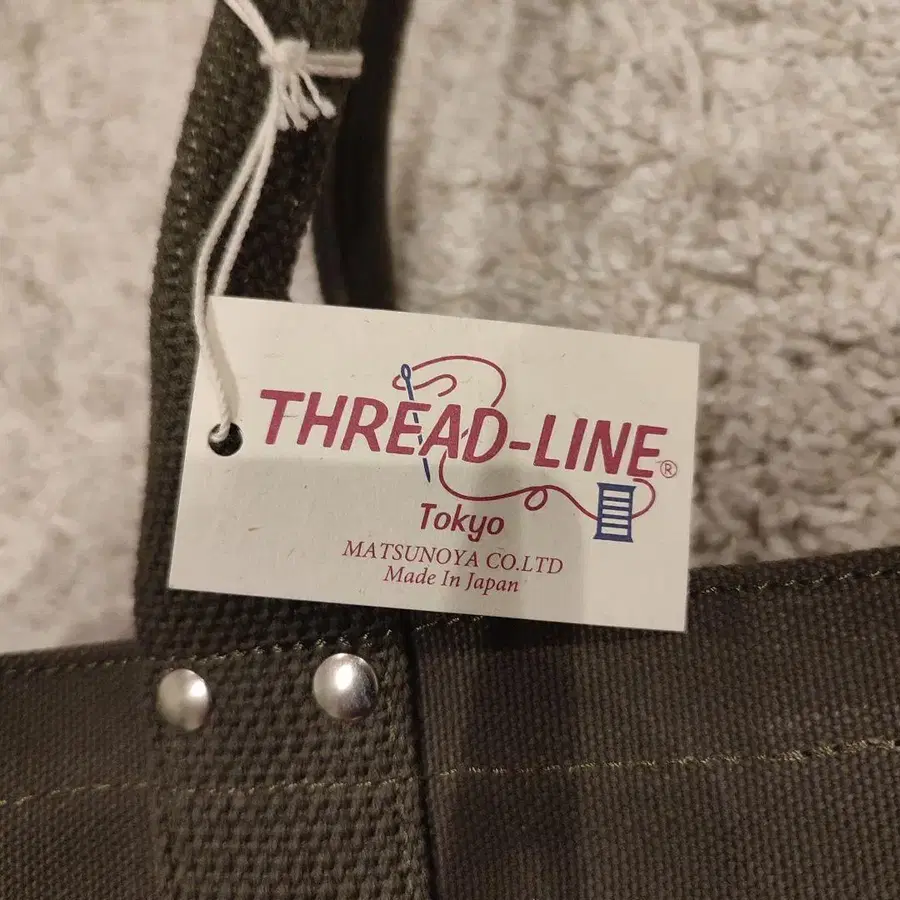 THREAD-LINE®
Tokyo
MATSUNOYA CO.LTD
Made In Japan